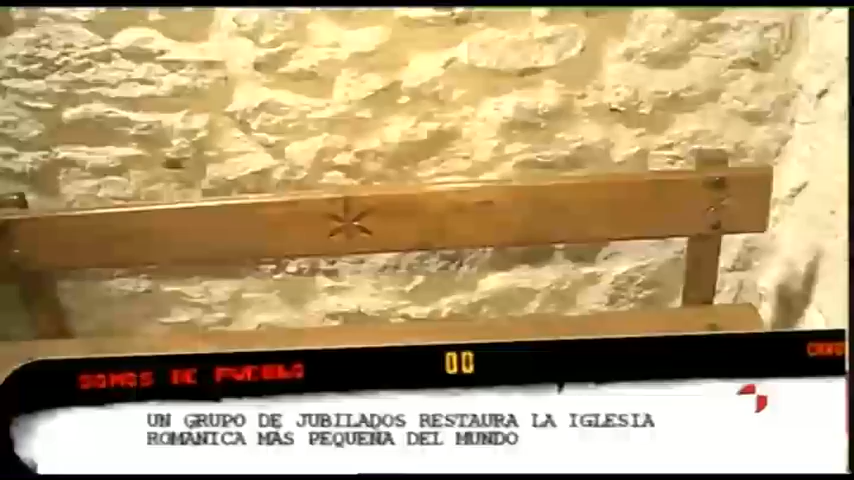 SOMOS DE PUEBLO
00
UN GRUPO DE JUBILADOS RESTAURA LA IGLESIA
ROMANICA MAS PEQUEÑA DEL MUNDO